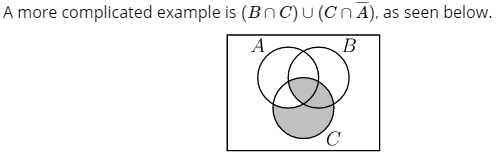 A more complicated example is (B ∩ C) ∪ (C ∩ A̅), as seen below.
A
B
C